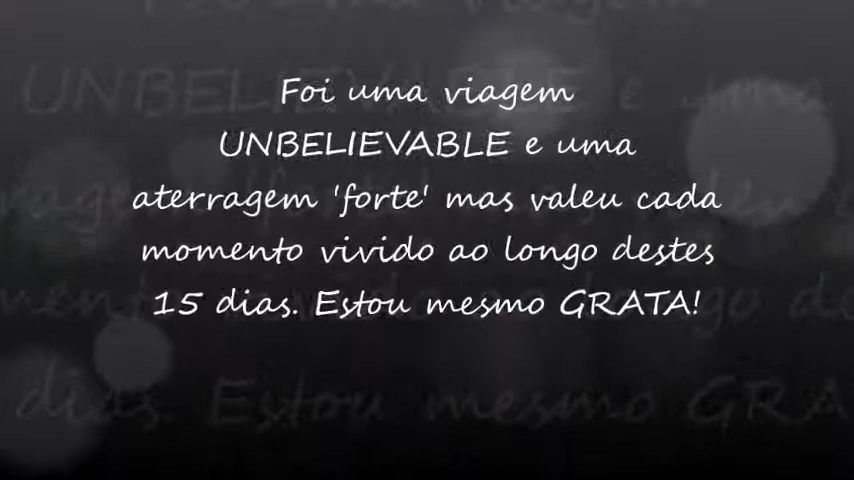 Foi uma viagem
UNBELIEVABLE e uma
aterragem 'forte' mas valeu cada
momento vivido ao longo destes
15 dias. Estou mesmo GRATA!